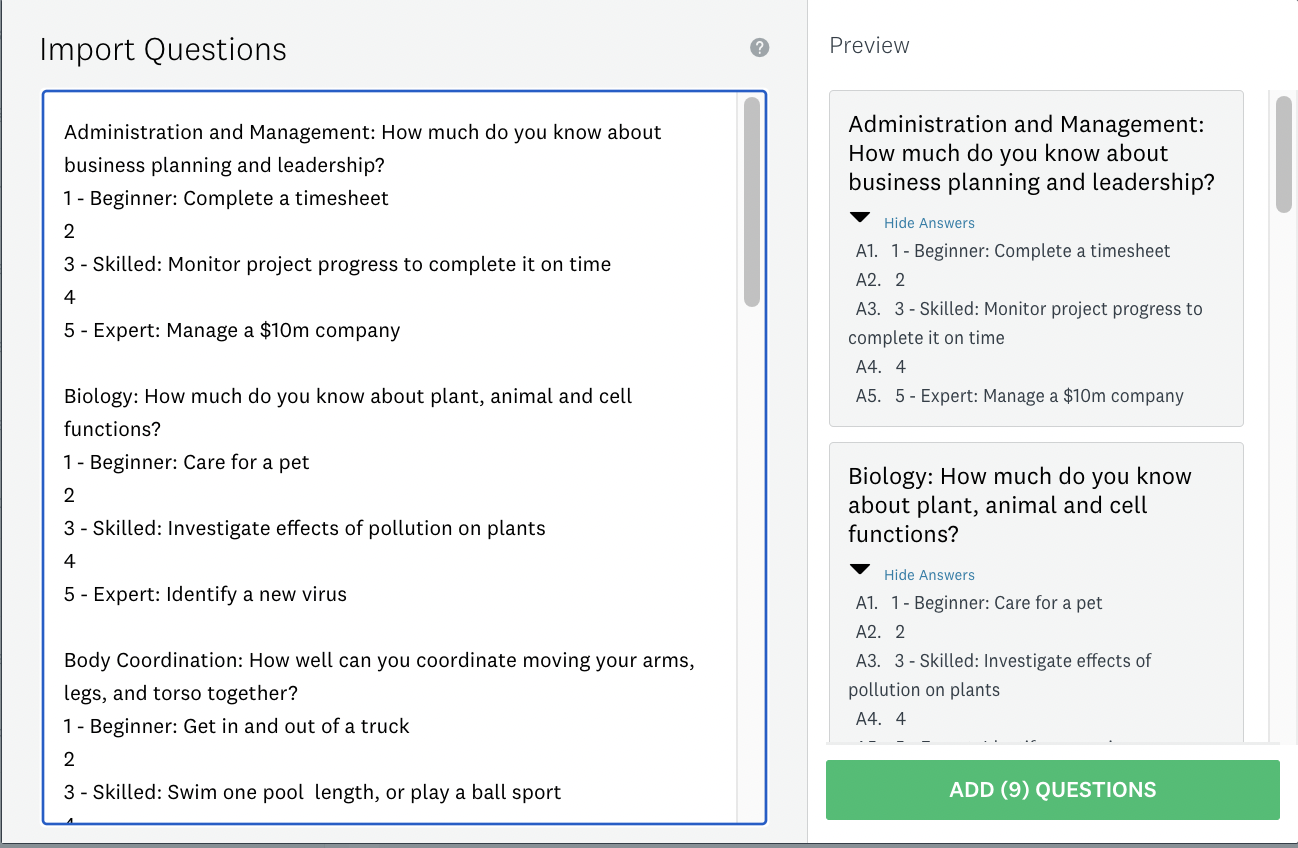 Import Questions
?
Administration and Management: How much do you know about
business planning and leadership?
1 - Beginner: Complete a timesheet
2
3 - Skilled: Monitor project progress to complete it on time
4
5 - Expert: Manage a $10m company
Biology: How much do you know about plant, animal and cell
functions?
1 - Beginner: Care for a pet
2
3 - Skilled: Investigate effects of pollution on plants
4
5 - Expert: Identify a new virus
Body Coordination: How well can you coordinate moving your arms,
legs, and torso together?
1 - Beginner: Get in and out of a truck
2
3 - Skilled: Swim one pool  length, or play a ball sport
Preview
Administration and Management:
How much do you know about
business planning and leadership?
Hide Answers
A1. 1 - Beginner: Complete a timesheet
A2. 2
A3. 3 - Skilled: Monitor project progress to
complete it on time
A4. 4
A5. 5 - Expert: Manage a $10m company
Biology: How much do you know
about plant, animal and cell
functions?
Hide Answers
A1. 1 - Beginner: Care for a pet
A2. 2
A3. 3 - Skilled: Investigate effects of
pollution on plants
A4. 4
ADD (9) QUESTIONS